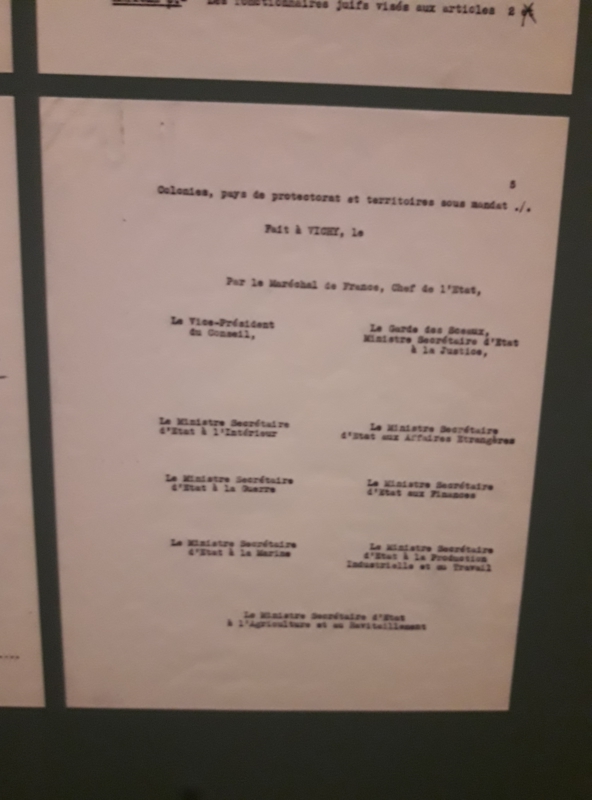 Les fonctionnaires juifs visés aux articles 2
5
Colonies, pays de protectorat et territoires sous mandat ./.
Fait à VICHY, le
Par le Maréchal de France, Chef de l'Etat,
Le Vice-Président
du Conseil,
Le Garde des Sceaux,
Ministre Secrétaire d'Etat
à la Justice,
Le Ministre Secrétaire
d'Etat à l'Intérieur
Le Ministre Secrétaire
d'Etat aux Affaires Etrangères
Le Ministre Secrétaire
d'Etat à la Guerre
Le Ministre Secrétaire
d'Etat aux Finances
Le Ministre Secrétaire
d'Etat à la Marine
Le Ministre Secrétaire
d'Etat à la Production
Industrielle et au Travail
Le Ministre Secrétaire d'Etat
à l'Agriculture et au Ravitaillement